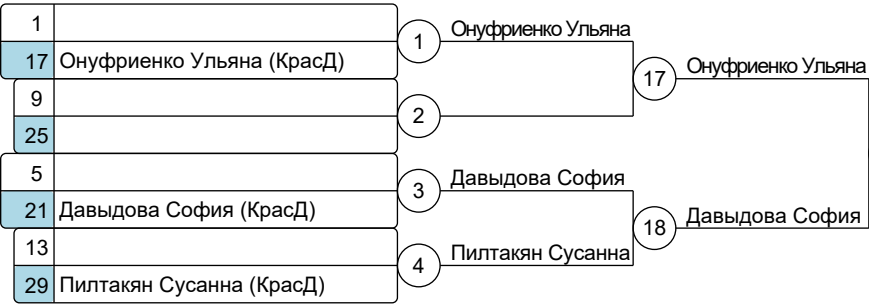 1
17 Онуфриенко Ульяна (КрасД)
1
Онуфриенко Ульяна
9
25
2
17
Онуфриенко Ульяна
5
21 Давыдова София (КрасД)
3
Давыдова София
13
29 Пилтакян Сусанна (КрасД)
4
Пилтакян Сусанна
18
Давыдова София